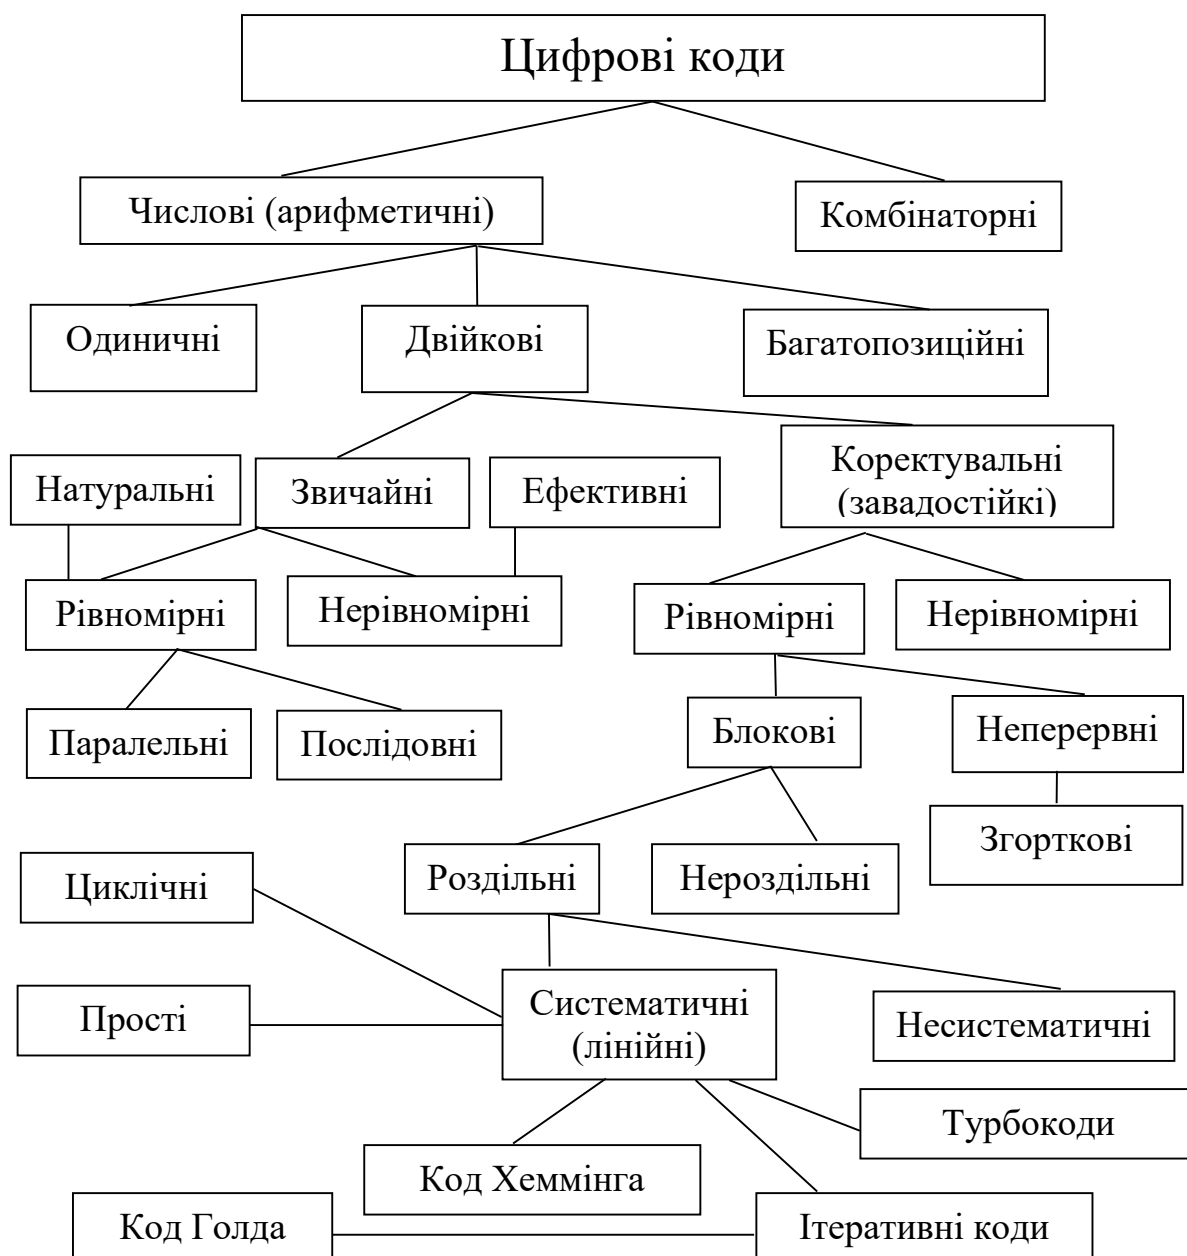 Цифрові коди
Числові (арифметичні)
Комбінаторні
Одиничні
Двійкові
Багатопозиційні
Натуральні
Звичайні
Ефективні
Коректувальні
(завадостійкі)
Рівномірні
Нерівномірні
Рівномірні
Нерівномірні
Паралельні
Послідовні
Блокові
Неперервні
Згорткові
Циклічні
Роздільні
Нероздільні
Прості
Систематичні
(лінійні)
Несистематичні
Турбокоди
Код Хеммінга
Код Голда
Ітеративні коди